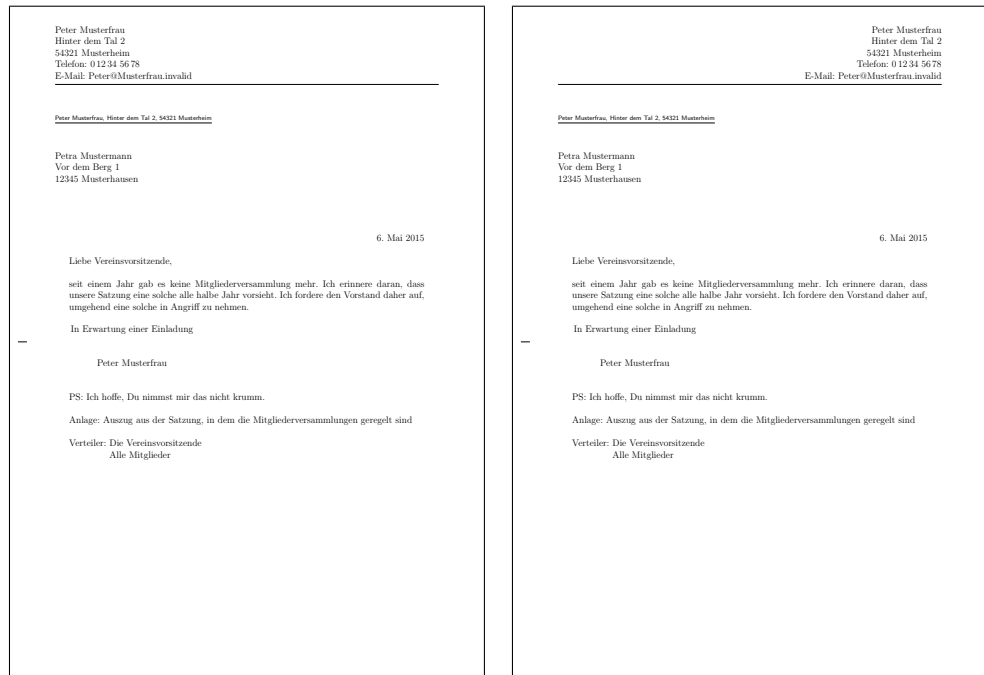 Peter Musterfrau
Hinter dem Tal 2
54321 Musterheim
Telefon: 0 12 34 56 78
E-Mail: Peter@Musterfrau.invalid
Peter Musterfrau, Hinter dem Tal 2, 54321 Musterheim
Petra Mustermann
Vor dem Berg 1
12345 Musterhausen
6. Mai 2015
Liebe Vereinsvorsitzende,
seit einem Jahr gab es keine Mitgliederversammlung mehr. Ich erinnere daran, dass
unsere Satzung eine solche alle halbe Jahr vorsieht. Ich fordere den Vorstand daher auf,
umgehend eine solche in Angriff zu nehmen.
In Erwartung einer Einladung
Peter Musterfrau
PS: Ich hoffe, Du nimmst mir das nicht krumm.
Anlage: Auszug aus der Satzung, in dem die Mitgliederversammlungen geregelt sind
Verteiler: Die Vereinsvorsitzende
Alle Mitglieder
Peter Musterfrau
Hinter dem Tal 2
54321 Musterheim
Telefon: 0 12 34 56 78
E-Mail: Peter@Musterfrau.invalid
Peter Musterfrau, Hinter dem Tal 2, 54321 Musterheim
Petra Mustermann
Vor dem Berg 1
12345 Musterhausen
6. Mai 2015
Liebe Vereinsvorsitzende,
seit einem Jahr gab es keine Mitgliederversammlung mehr. Ich erinnere daran, dass
unsere Satzung eine solche alle halbe Jahr vorsieht. Ich fordere den Vorstand daher auf,
umgehend eine solche in Angriff zu nehmen.
In Erwartung einer Einladung
Peter Musterfrau
PS: Ich hoffe, Du nimmst mir das nicht krumm.
Anlage: Auszug aus der Satzung, in dem die Mitgliederversammlungen geregelt sind
Verteiler: Die Vereinsvorsitzende
Alle Mitglieder